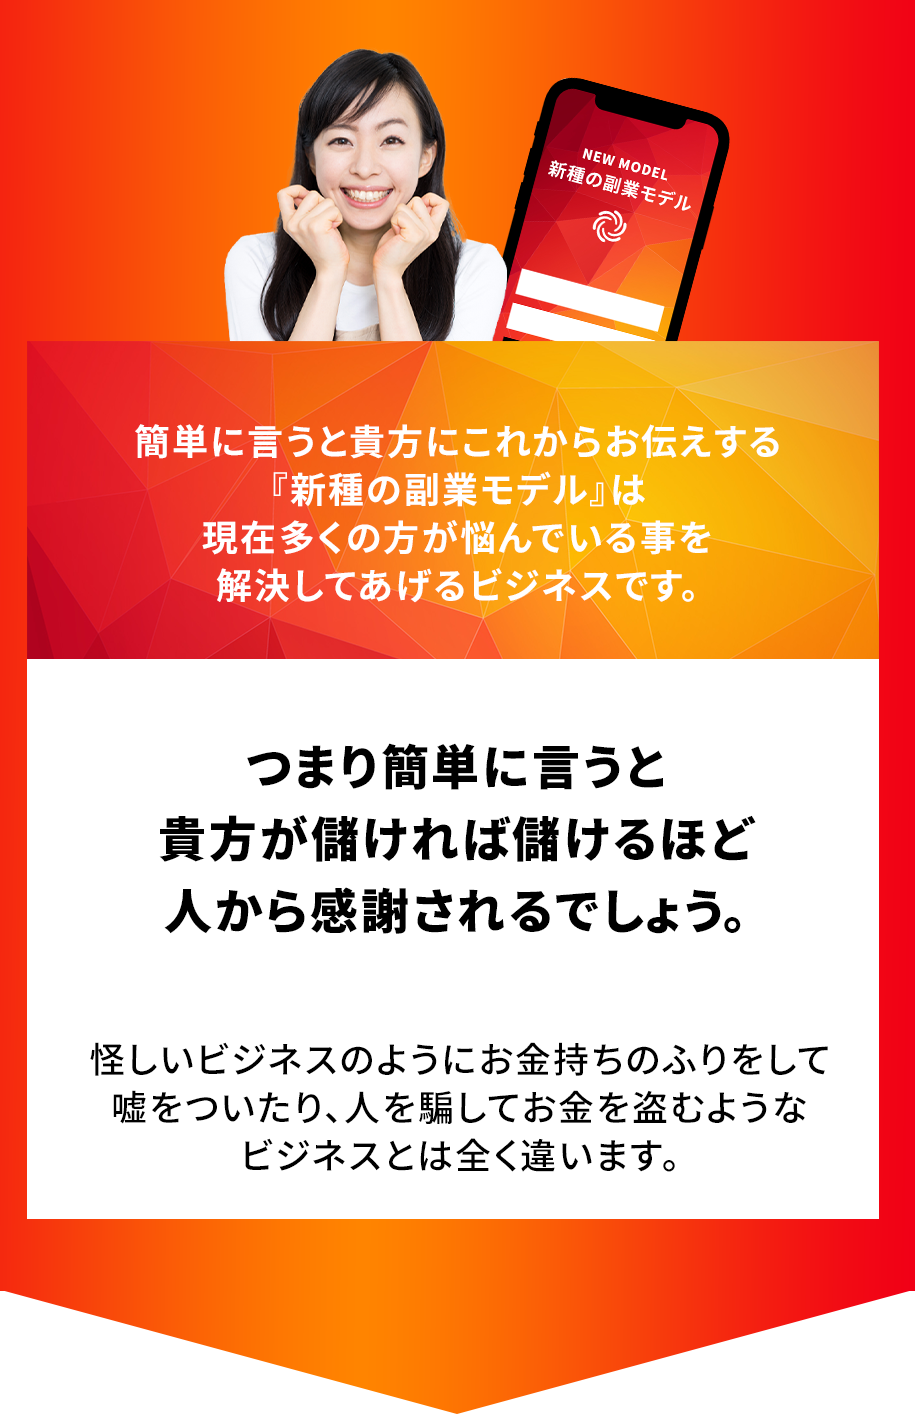 NEW MODEL
新種の副業モデル
簡単に言うと貴方にこれからお伝えする
『新種の副業モデル』は
現在多くの方が悩んでいる事を
解決してあげるビジネスです。
つまり簡単に言うと
貴方が儲ければ儲けるほど
人から感謝されるでしょう。
怪しいビジネスのようにお金持ちのふりをして
嘘をついたり、人を騙してお金を盗むような
ビジネスとは全く違います。